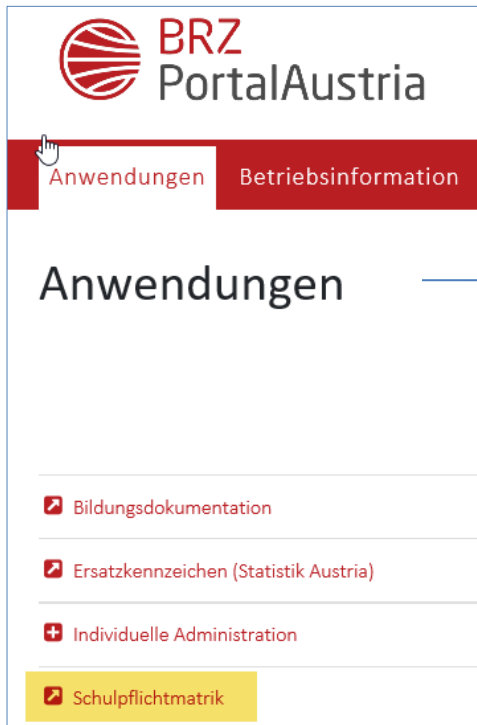 BRZ
PortalAustria
Anwendungen Betriebsinformation
Anwendungen
Bildungsdokumentation
Ersatzkennzeichen (Statistik Austria)
Individuelle Administration
Schulpflichtmatrik